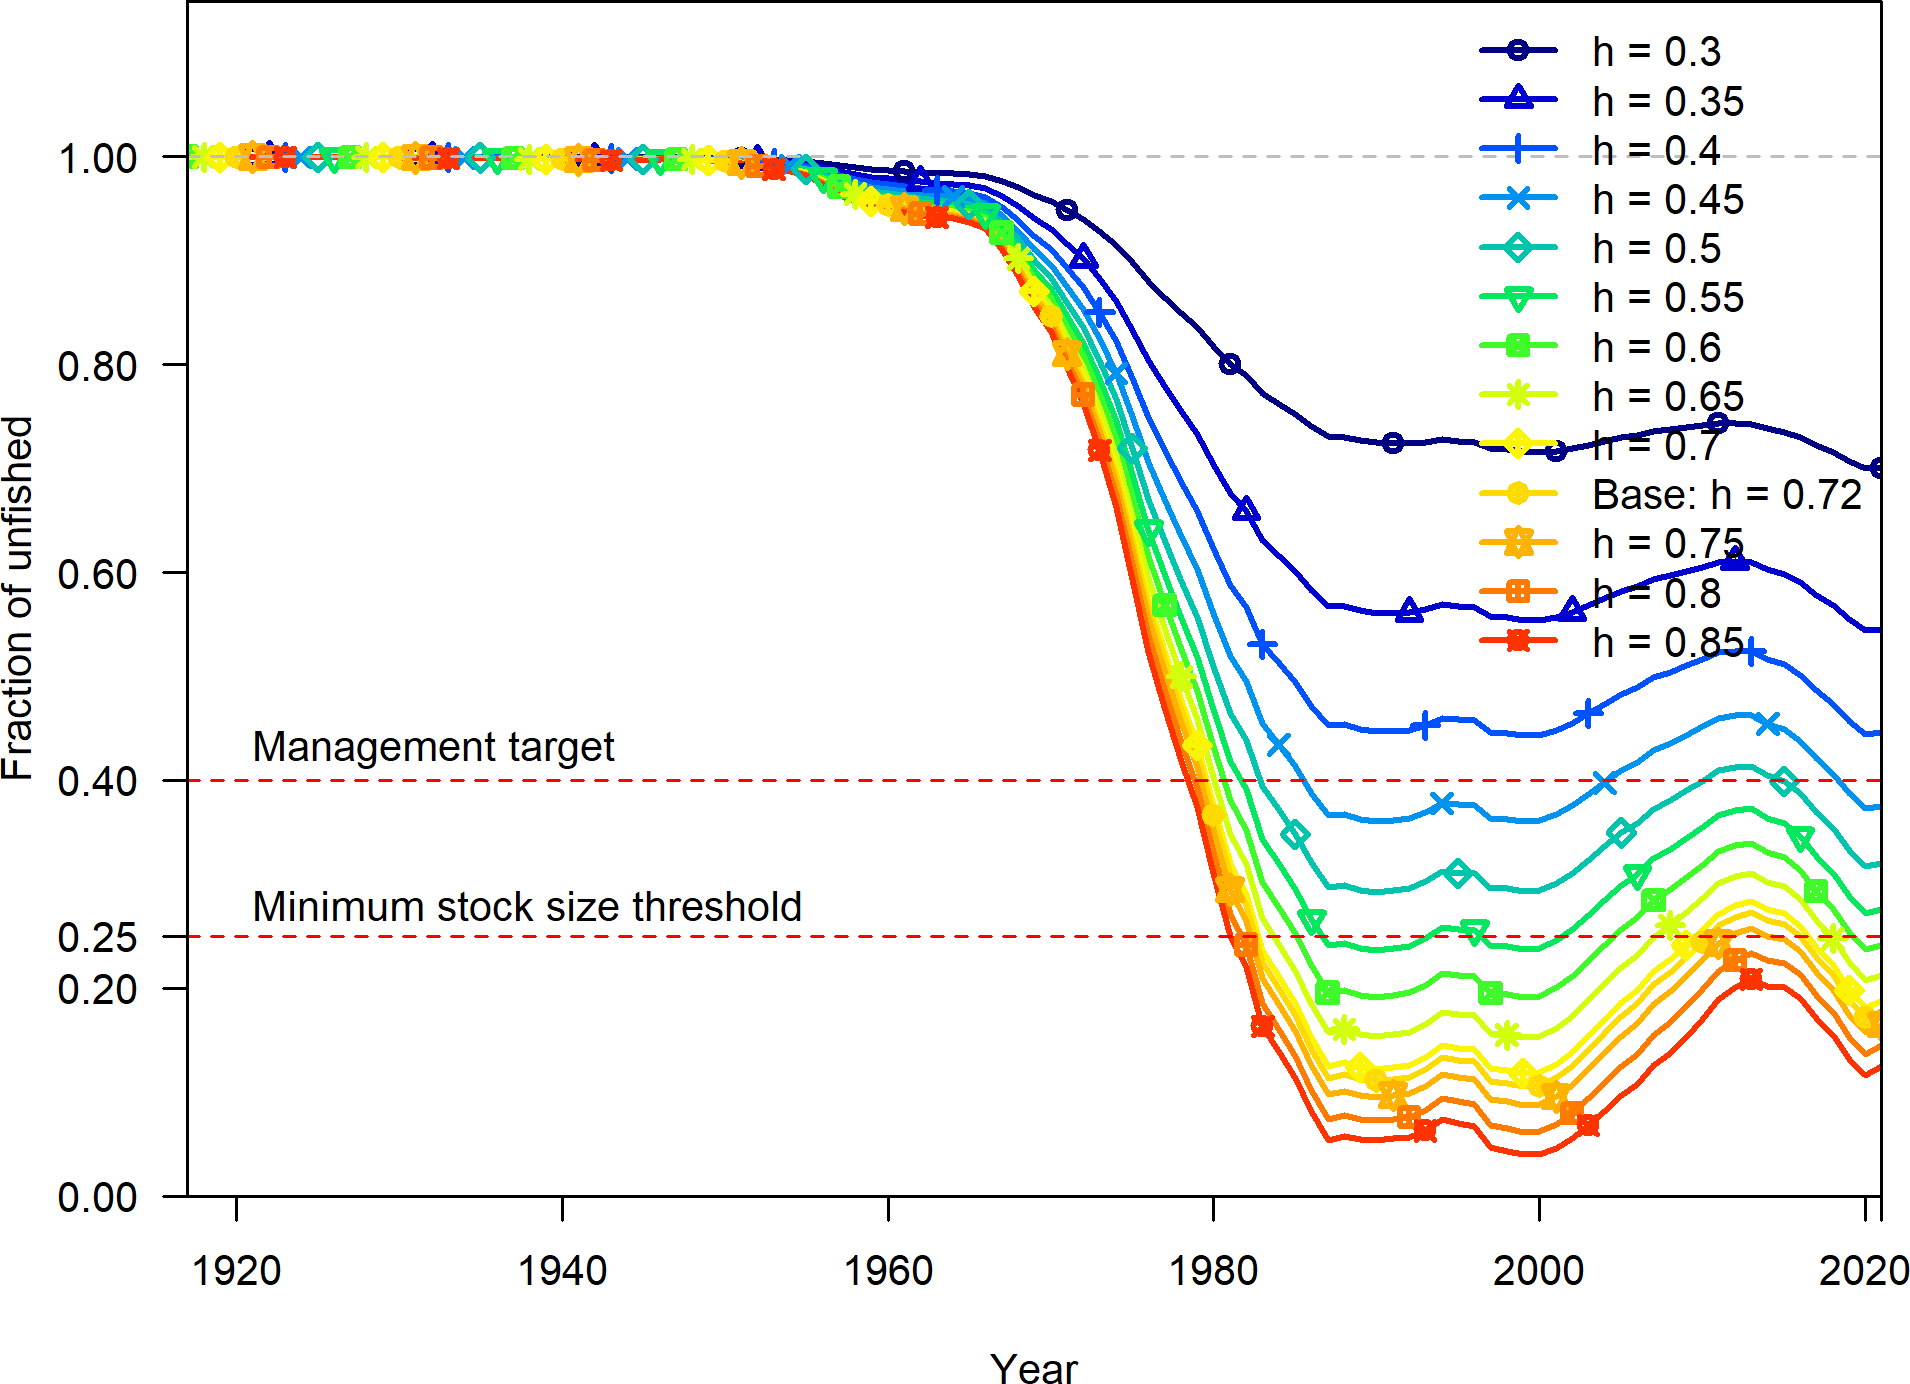 h = 0.3
h = 0.35
h = 0.4
h = 0.45
h = 0.5
h = 0.55
h = 0.6
h = 0.65
h = 0.7
Base: h = 0.72
h = 0.75
h = 0.8
h = 0.85
1.00
0.80
0.60
0.40
0.25
0.20
0.00
Fraction of unfished
Management target
Minimum stock size threshold
1920
1940
1960
1980
2000
2020
Year